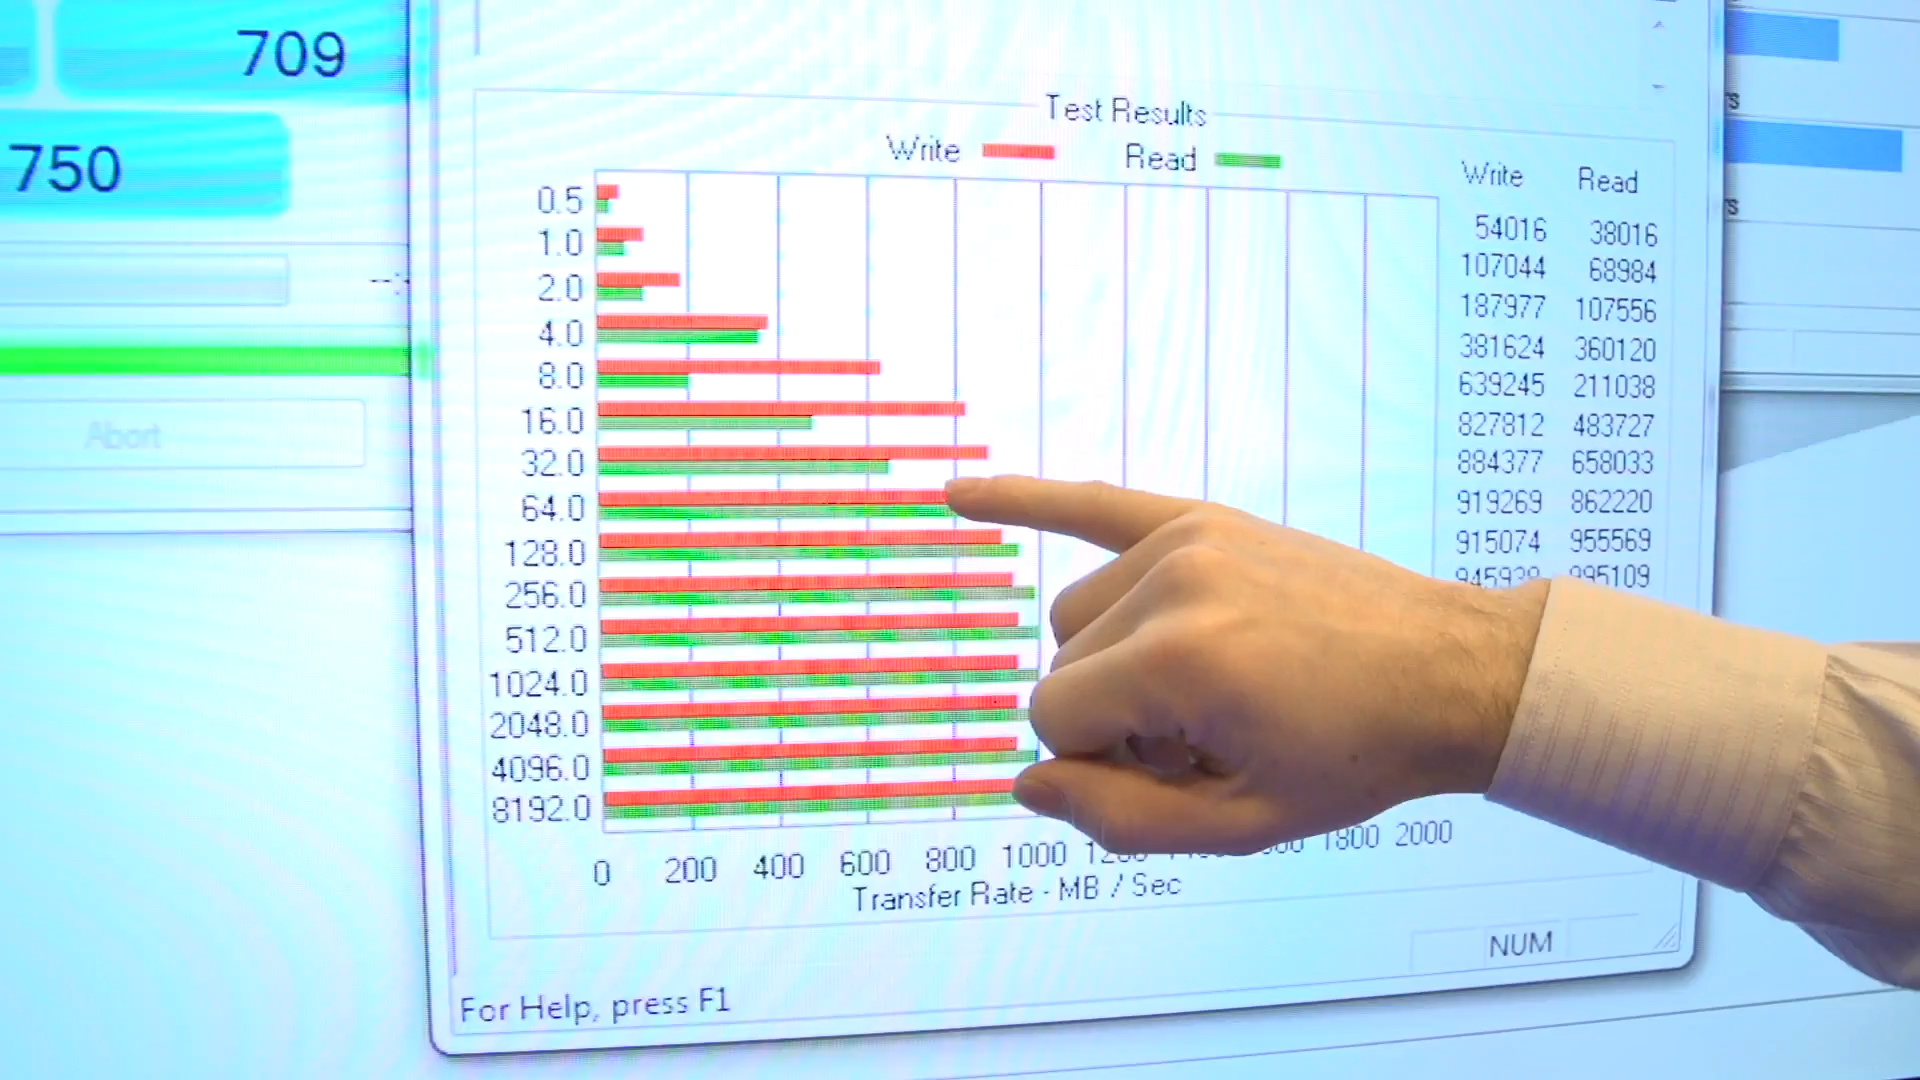 709
750
Abort
Test Results
Write Read
Write Read
0.5 54016 38016
1.0 107044 68984
2.0 187977 107556
4.0 381624 360120
8.0 639245 211038
16.0 827812 483727
32.0 884377 658033
64.0 919269 862220
128.0 915074 955569
256.0 945939 995109
512.0
1024.0
2048.0
4096.0
8192.0
0 200 400 600 800 1000 1800 2000
Transfer Rate - MB / Sec
NUM
For Help, press F1